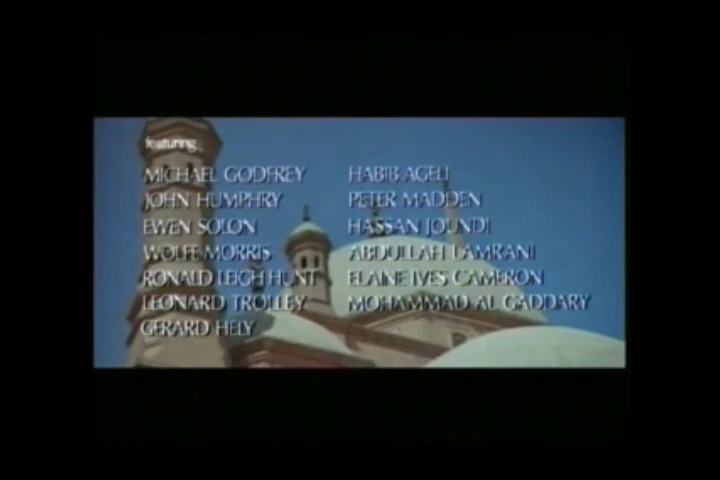 featuring
MICHAEL GODFREY
JOHN HUMPHRY
EWEN SOLON
WOLFE MORRIS
RONALD LEIGH HUNT
LEONARD TROLLEY
GERARD HELY
HABIB AGELI
PETER MADDEN
HASSAN JOUNDI
ABDULLAH LAMRANI
ELAINE IVES CAMERON
MOHAMMAD AL GADDARY